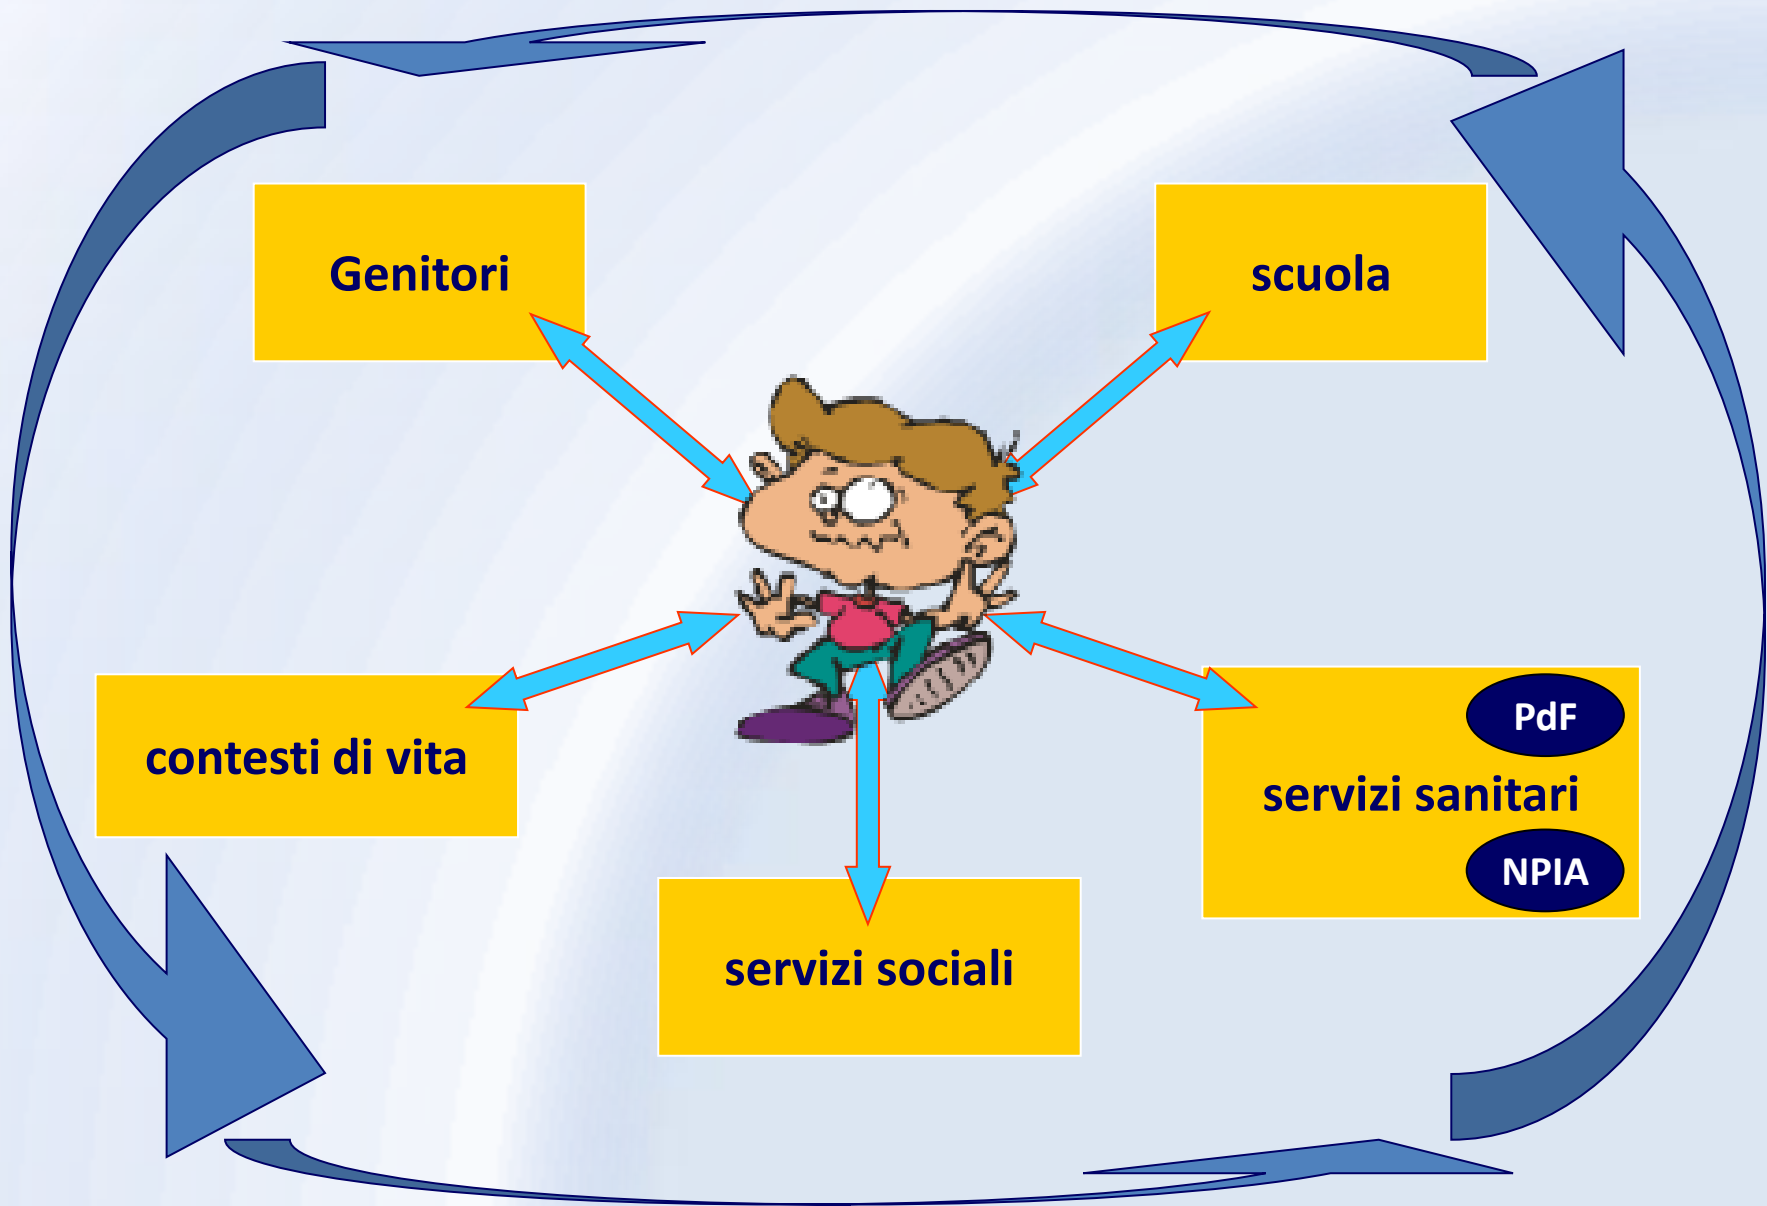 Genitori
scuola
contesti di vita
PdF
servizi sanitari
NPIA
servizi sociali